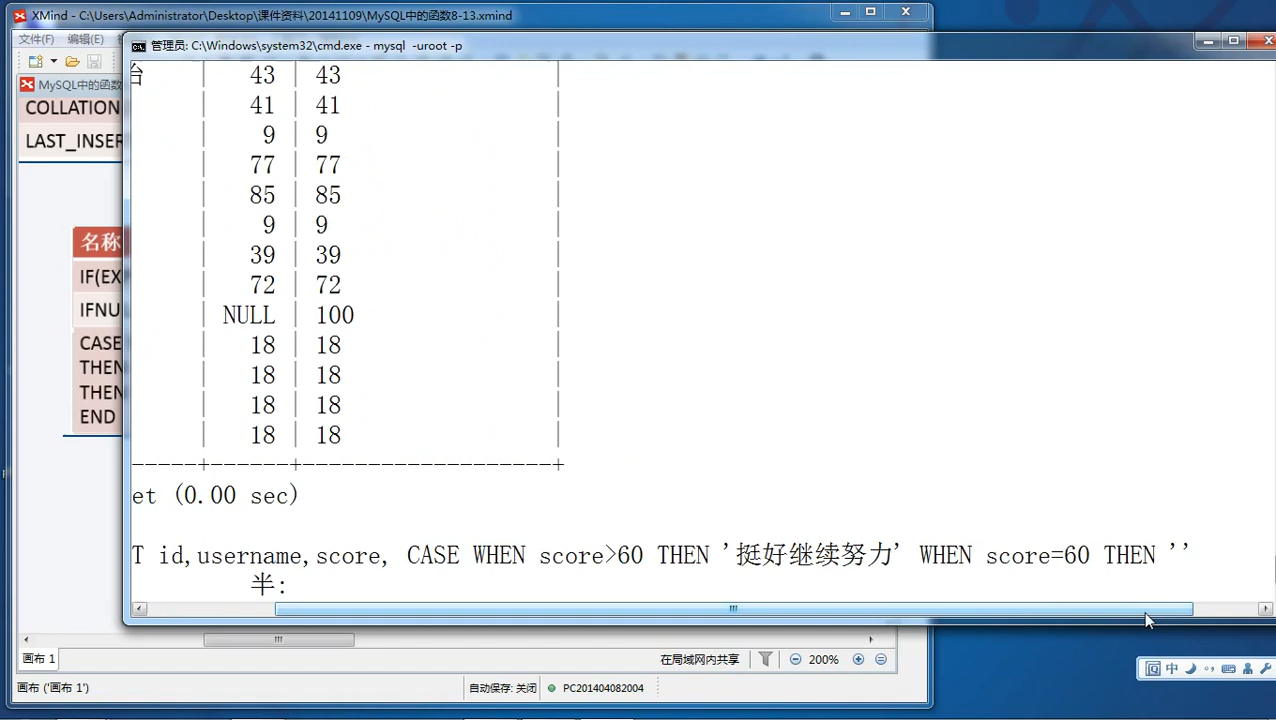 XMind - C:\Users\Administrator\Desktop\课件资料\20141109\MySQL中的函数8-13.xmind
文件(F) 编辑(E)
管理员: C:\Windows\system32\cmd.exe - mysql -uroot -p
MySQL中的函数
COLLATION
LAST_INSER
名称
IF(EX
IFNU
CASE
THEN
THEN
END
台 | 43 | 43 |
| 41 | 41 |
| 9 | 9 |
| 77 | 77 |
| 85 | 85 |
| 9 | 9 |
| 39 | 39 |
| 72 | 72 |
| NULL | 100 |
| 18 | 18 |
| 18 | 18 |
| 18 | 18 |
| 18 | 18 |
-----+------+-------------------+
et (0.00 sec)
T id,username,score, CASE WHEN score>60 THEN '挺好继续努力' WHEN score=60 THEN ''
半:
画布 1
在局域网内共享
200%
中
画布 ('画布 1')
自动保存: 关闭
PC201404082004